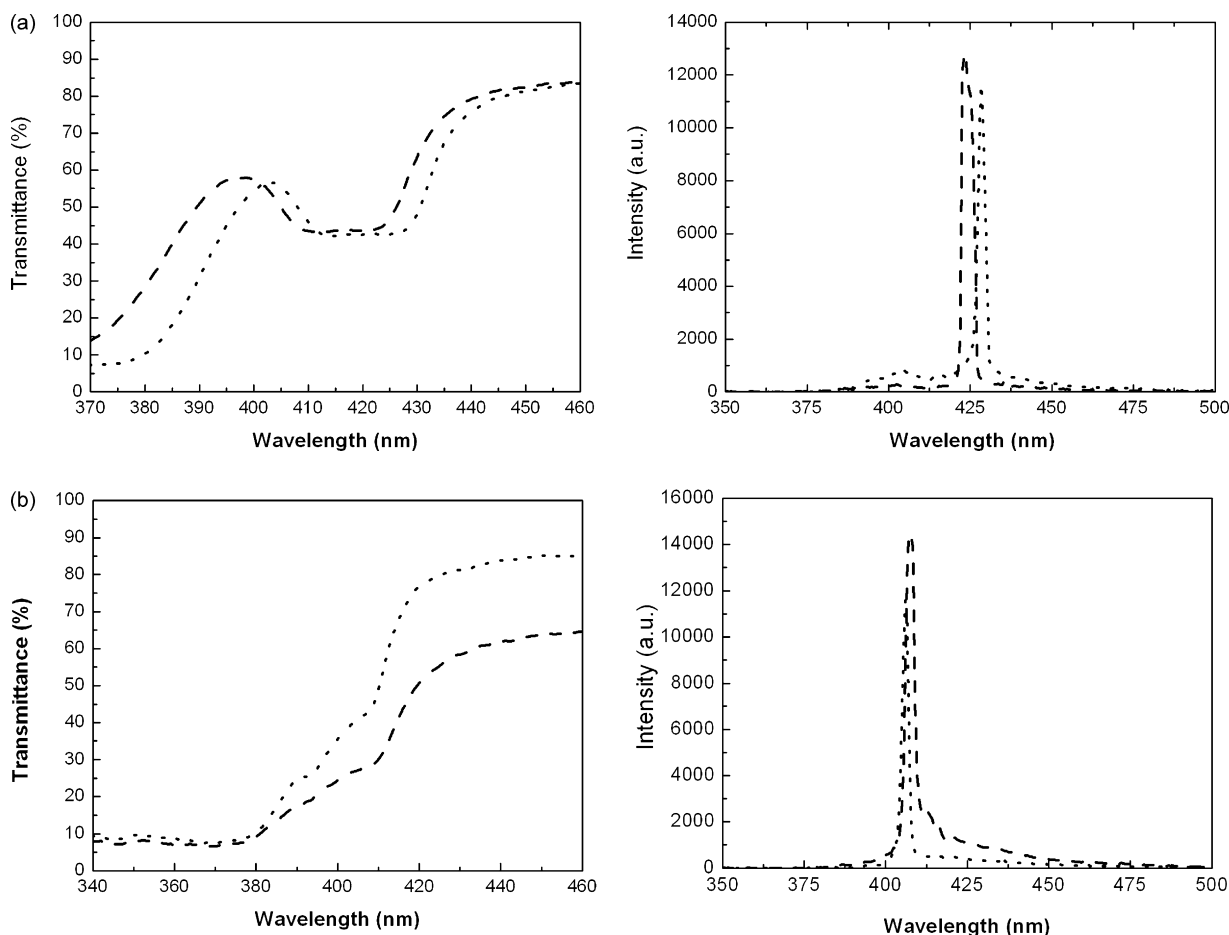 (a)
100
90
80
70
60
50
40
30
20
10
0
Transmittance (%)
370 380 390 400 410 420 430 440 450 460
Wavelength (nm)
14000
12000
10000
8000
6000
4000
2000
0
Intensity (a.u.)
350 375 400 425 450 475 500
Wavelength (nm)
(b)
100
90
80
70
60
50
40
30
20
10
0
Transmittance (%)
340 360 380 400 420 440 460
Wavelength (nm)
16000
14000
12000
10000
8000
6000
4000
2000
0
Intensity (a.u.)
350 375 400 425 450 475 500
Wavelength (nm)